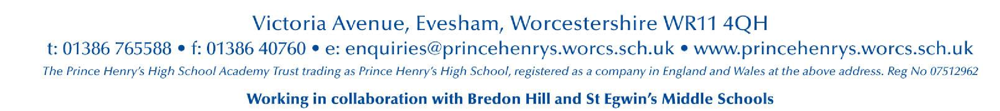 Victoria Avenue, Evesham, Worcestershire WR11 4QH
t: 01386 765588 • f: 01386 40760 • e: enquiries@princehenrys.worcs.sch.uk • www.princehenrys.worcs.sch.uk
The Prince Henry’s High School Academy Trust trading as Prince Henry’s High School, registered as a company in England and Wales at the above address. Reg No 07512962
Working in collaboration with Bredon Hill and St Egwin’s Middle Schools